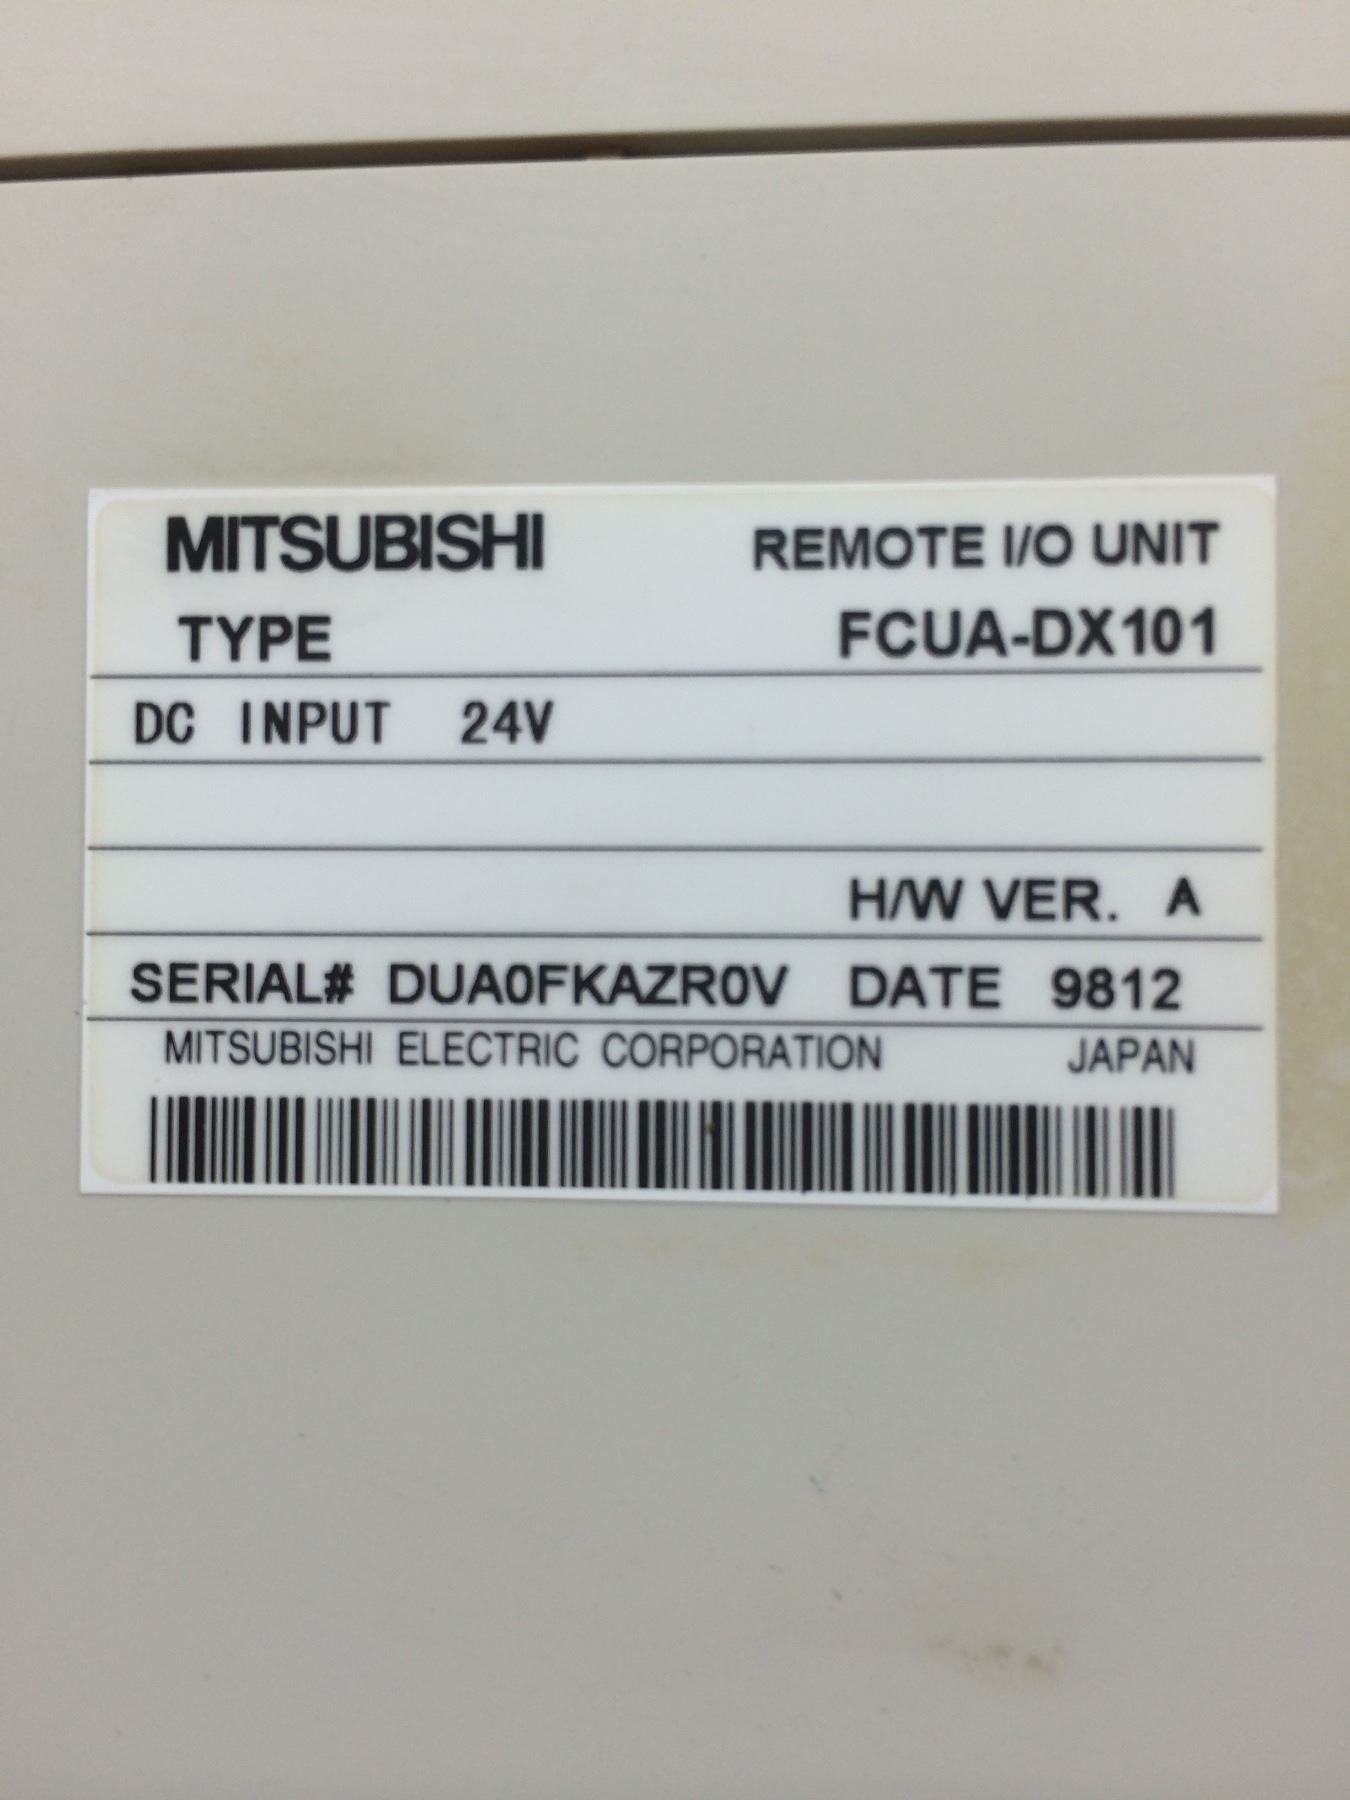 MITSUBISHI REMOTE I/O UNIT
TYPE FCUA-DX101
DC INPUT 24V
H/W VER. A
SERIAL# DUA0FKAZR0V DATE 9812
MITSUBISHI ELECTRIC CORPORATION JAPAN